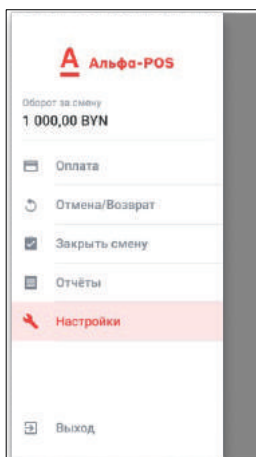 Альфа-POS
Оборот за смену
1 000,00 BYN
Оплата
Отмена/Возврат
Закрыть смену
Отчёты
Настройки
Выход